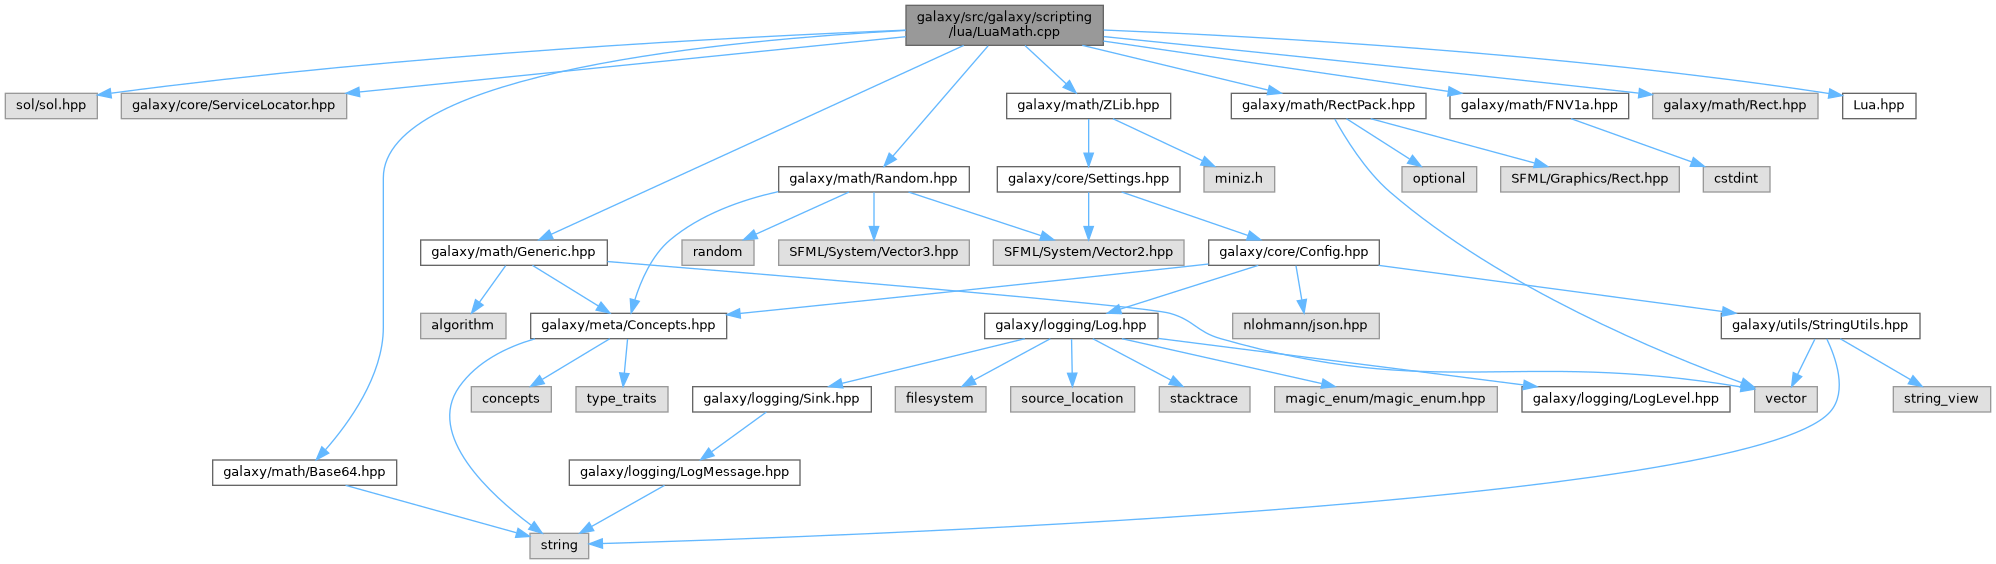 galaxy/src/galaxy/scripting
/lua/LuaMath.cpp
sol/sol.hpp
galaxy/core/ServiceLocator.hpp
galaxy/math/ZLib.hpp
galaxy/math/RectPack.hpp
galaxy/math/FNV1a.hpp
galaxy/math/Rect.hpp
Lua.hpp
galaxy/math/Random.hpp
galaxy/core/Settings.hpp
miniz.h
optional
SFML/Graphics/Rect.hpp
cstdint
galaxy/math/Generic.hpp
random
SFML/System/Vector3.hpp
SFML/System/Vector2.hpp
galaxy/core/Config.hpp
algorithm
galaxy/meta/Concepts.hpp
galaxy/logging/Log.hpp
nlohmann/json.hpp
galaxy/utils/StringUtils.hpp
concepts
type_traits
galaxy/logging/Sink.hpp
filesystem
source_location
stacktrace
magic_enum/magic_enum.hpp
galaxy/logging/LogLevel.hpp
vector
string_view
galaxy/math/Base64.hpp
galaxy/logging/LogMessage.hpp
string